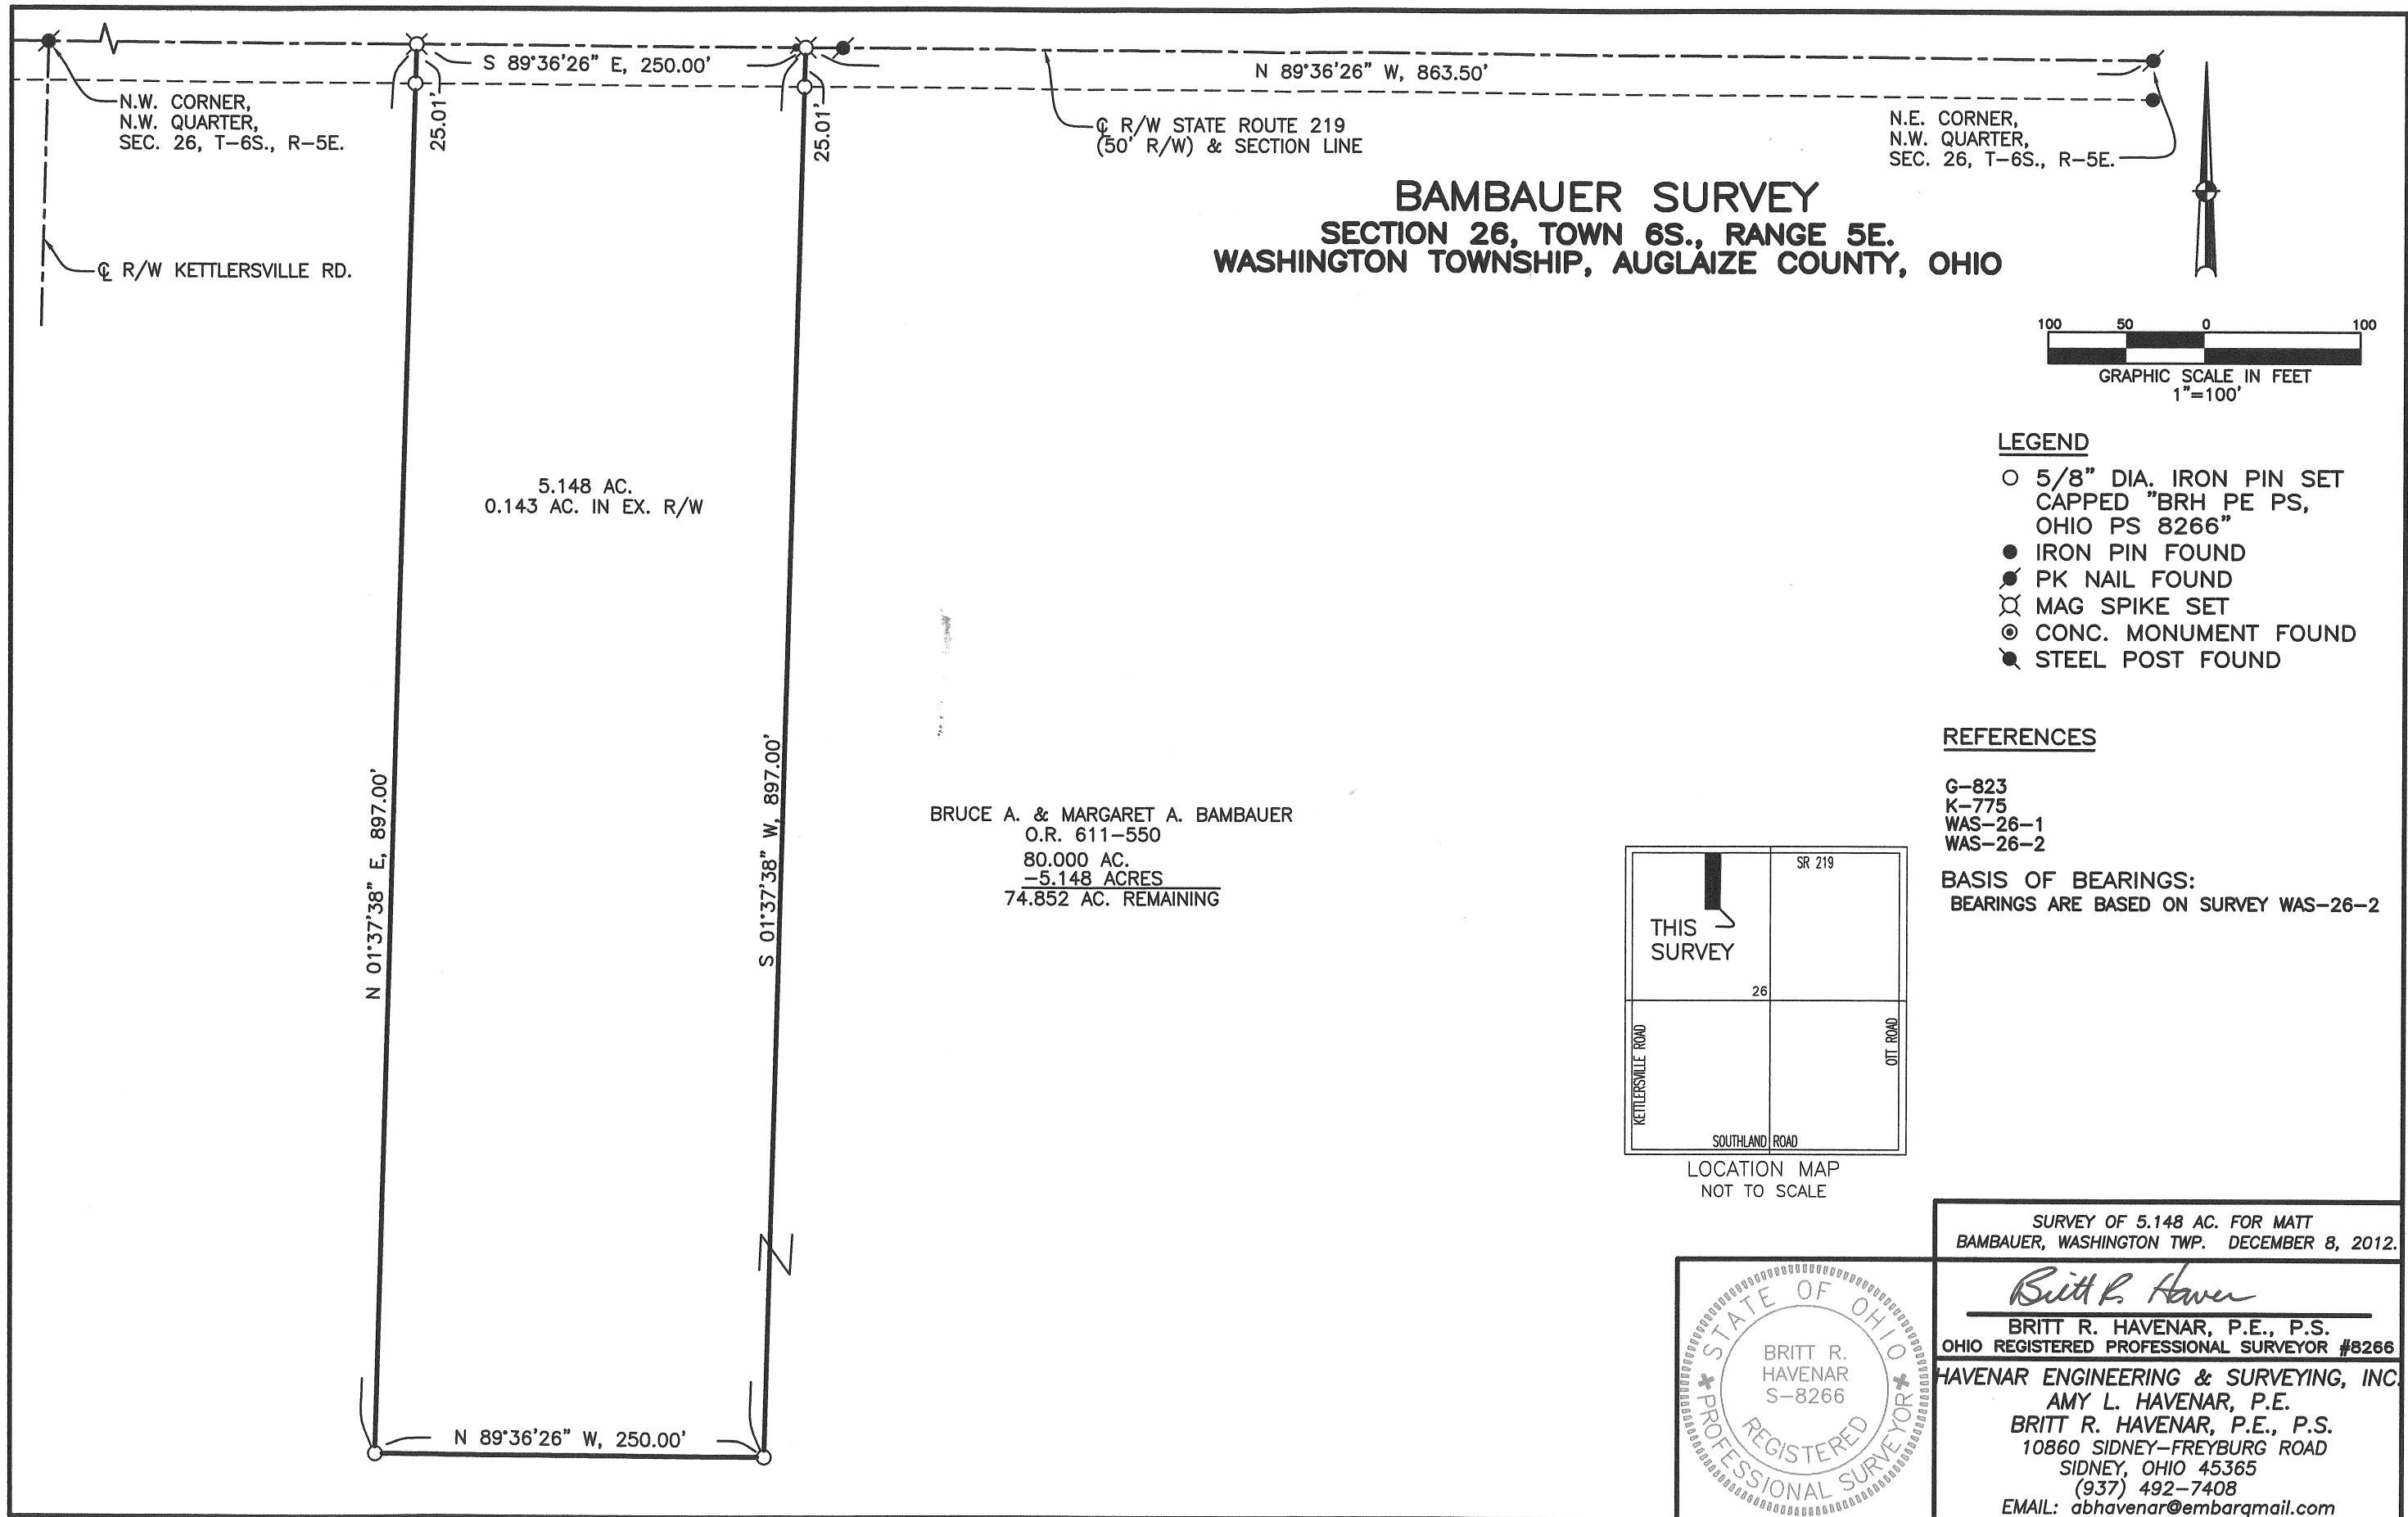 S 89°36'26" E, 250.00'
N 89°36'26" W, 863.50'
N.W. CORNER,
N.W. QUARTER,
SEC. 26, T-6S., R-5E.
25.01'
25.01'
℄ R/W STATE ROUTE 219
(50' R/W) & SECTION LINE
N.E. CORNER,
N.W. QUARTER,
SEC. 26, T-6S., R-5E.
℄ R/W KETTLERSVILLE RD.
BAMBAUER SURVEY
SECTION 26, TOWN 6S., RANGE 5E.
WASHINGTON TOWNSHIP, AUGLAIZE COUNTY, OHIO
100 50 0 100
GRAPHIC SCALE IN FEET
1"=100'
LEGEND
5/8" DIA. IRON PIN SET
CAPPED "BRH PE PS,
OHIO PS 8266"
IRON PIN FOUND
PK NAIL FOUND
MAG SPIKE SET
CONC. MONUMENT FOUND
STEEL POST FOUND
5.148 AC.
0.143 AC. IN EX. R/W
N 01°37'38" E, 897.00'
S 01°37'38" W, 897.00'
BRUCE A. & MARGARET A. BAMBAUER
O.R. 611-550
80.000 AC.
-5.148 ACRES
74.852 AC. REMAINING
REFERENCES
G-823
K-775
WAS-26-1
WAS-26-2
BASIS OF BEARINGS:
BEARINGS ARE BASED ON SURVEY WAS-26-2
SR 219
THIS
SURVEY
26
KETTLERSVILLE ROAD
OTT ROAD
SOUTHLAND ROAD
LOCATION MAP
NOT TO SCALE
N 89°36'26" W, 250.00'
SURVEY OF 5.148 AC. FOR MATT
BAMBAUER, WASHINGTON TWP. DECEMBER 8, 2012.
Britt R. Haven
BRITT R. HAVENAR, P.E., P.S.
OHIO REGISTERED PROFESSIONAL SURVEYOR #8266
HAVENAR ENGINEERING & SURVEYING, INC.
AMY L. HAVENAR, P.E.
BRITT R. HAVENAR, P.E., P.S.
10860 SIDNEY-FREYBURG ROAD
SIDNEY, OHIO 45365
(937) 492-7408
EMAIL: abhavenar@embarqmail.com
STATE OF OHIO
BRITT R.
HAVENAR
S-8266
REGISTERED
PROFESSIONAL SURVEYOR